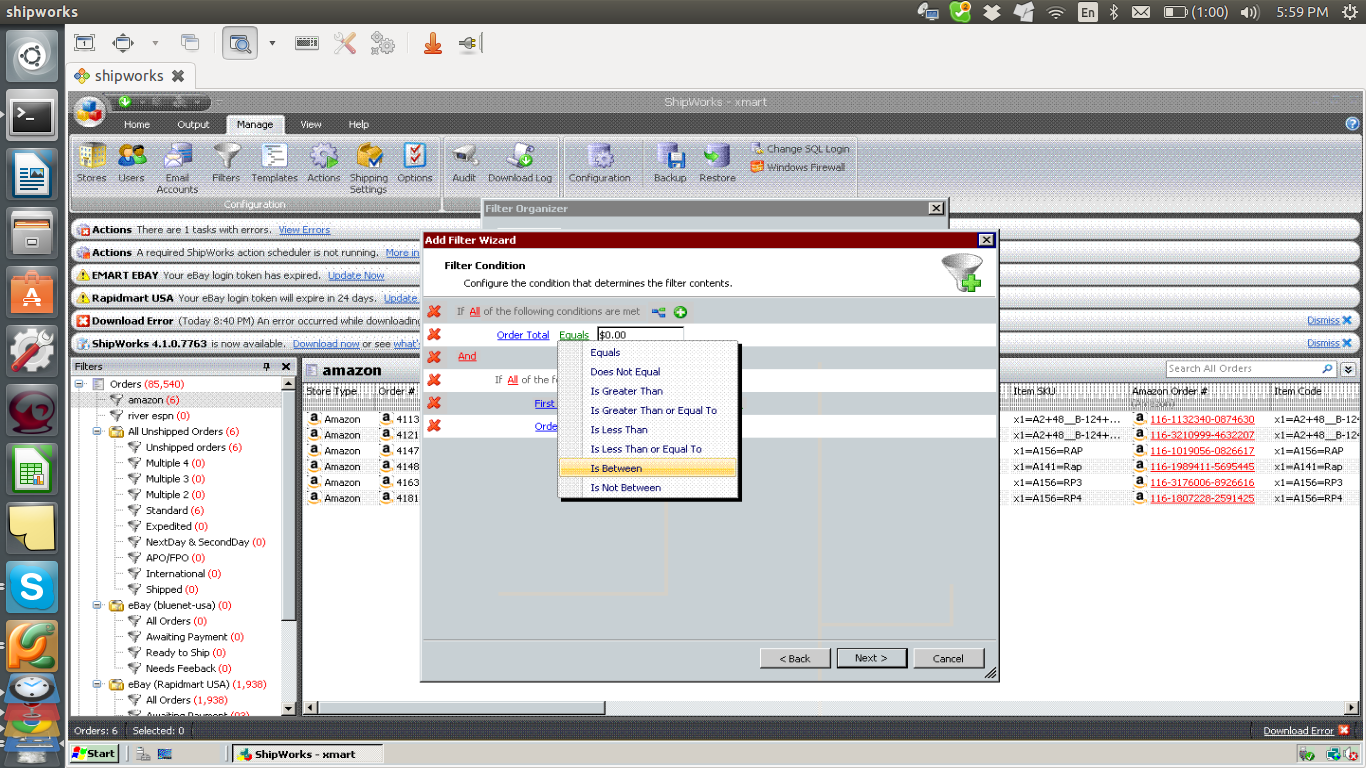 shipworks
En
(1:00)
5:59 PM
shipworks
ShipWorks - xmart
Home Output Manage View Help
Stores Users Email Accounts Filters Templates Actions Shipping Settings Options Audit Download Log Configuration Backup Restore
Change SQL Login
Windows Firewall
Configuration
Filter Organizer
Actions There are 1 tasks with errors. View Errors
Actions A required ShipWorks action scheduler is not running. More in
EMART EBAY Your eBay login token has expired. Update Now
Rapidmart USA Your eBay login token will expire in 24 days. Update
Download Error (Today 8:40 PM) An error occurred while downloading
Dismiss
ShipWorks 4.1.0.7763 is now available. Download now or see what's
Dismiss
Add Filter Wizard
Filter Condition
Configure the condition that determines the filter contents.
If All of the following conditions are met
Order Total Equals $0.00
And
If All of the fo
First
Orde
Equals
Does Not Equal
Is Greater Than
Is Greater Than or Equal To
Is Less Than
Is Less Than or Equal To
Is Between
Is Not Between
< Back Next > Cancel
Filters
Orders (85,540)
amazon (6)
river espn (0)
All Unshipped Orders (6)
Unshipped orders (6)
Multiple 4 (0)
Multiple 3 (0)
Multiple 2 (0)
Standard (6)
Expedited (0)
NextDay & SecondDay (0)
APO/FPO (0)
International (0)
Shipped (0)
eBay (bluenet-usa) (0)
All Orders (0)
Awaiting Payment (0)
Ready to Ship (0)
Needs Feeback (0)
eBay (Rapidmart USA) (1,938)
All Orders (1,938)
Awaiting Payment (93)
amazon
Search All Orders
Store Type Order # Item SKU Amazon Order # Item Code
Amazon 4113 x1=A2+48__B-124+... 116-1132340-0874630 x1=A2+48__B-124+...
Amazon 4121 x1=A2+48__B-124+... 116-3210999-4632207 x1=A2+48__B-124+...
Amazon 4147 x1=A156=RAP 116-1019056-0826617 x1=A156=RAP
Amazon 4148 x1=A141=Rap 116-1989411-5695445 x1=A141=Rap
Amazon 4163 x1=A156=RP3 116-3176006-8926616 x1=A156=RP3
Amazon 4181 x1=A156=RP4 116-1807228-2591425 x1=A156=RP4
Orders: 6 Selected: 0
Download Error
Start
ShipWorks - xmart